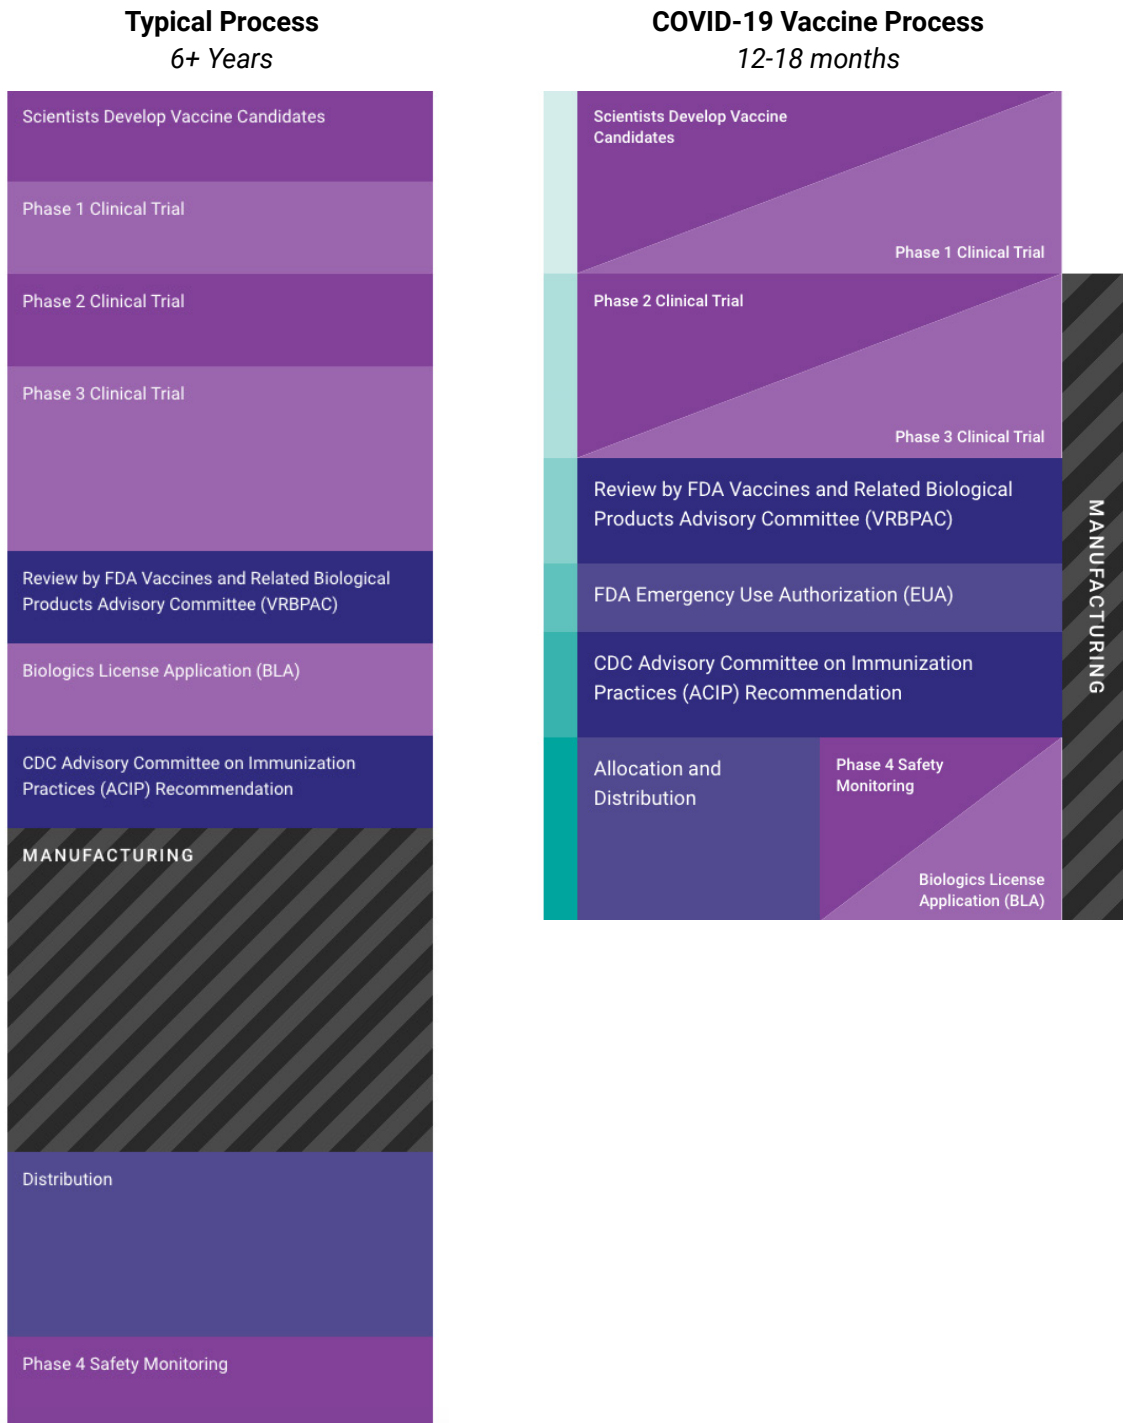 Typical Process
6+ Years
Scientists Develop Vaccine Candidates
Phase 1 Clinical Trial
Phase 2 Clinical Trial
Phase 3 Clinical Trial
Review by FDA Vaccines and Related Biological
Products Advisory Committee (VRBPAC)
Biologics License Application (BLA)
CDC Advisory Committee on Immunization
Practices (ACIP) Recommendation
MANUFACTURING
Distribution
Phase 4 Safety Monitoring
COVID-19 Vaccine Process
12-18 months
Scientists Develop Vaccine
Candidates
Phase 1 Clinical Trial
Phase 2 Clinical Trial
Phase 3 Clinical Trial
Review by FDA Vaccines and Related Biological
Products Advisory Committee (VRBPAC)
FDA Emergency Use Authorization (EUA)
CDC Advisory Committee on Immunization
Practices (ACIP) Recommendation
Allocation and
Distribution
Phase 4 Safety
Monitoring
Biologics License
Application (BLA)
MANUFACTURING